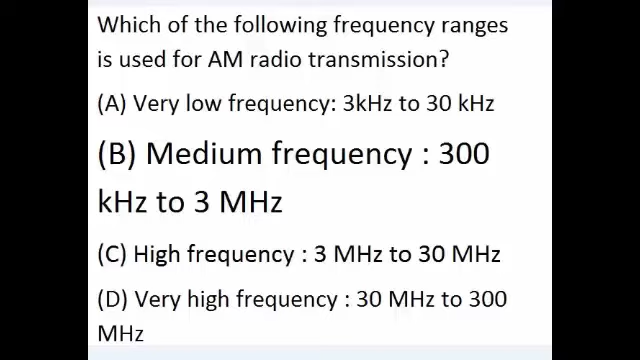 Which of the following frequency ranges
is used for AM radio transmission?
(A) Very low frequency: 3kHz to 30 kHz
(B) Medium frequency : 300
kHz to 3 MHz
(C) High frequency : 3 MHz to 30 MHz
(D) Very high frequency : 30 MHz to 300
MHz